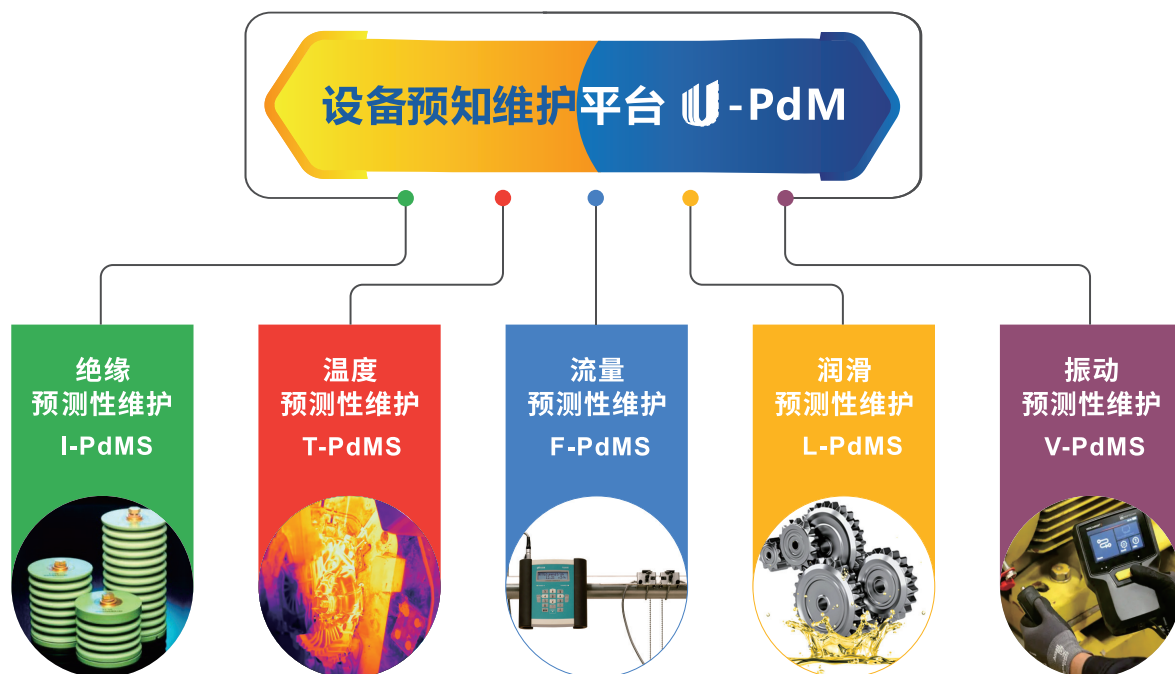 设备预知维护平台 U-PdM
绝缘
预测性维护
I-PdMS
温度
预测性维护
T-PdMS
流量
预测性维护
F-PdMS
润滑
预测性维护
L-PdMS
振动
预测性维护
V-PdMS